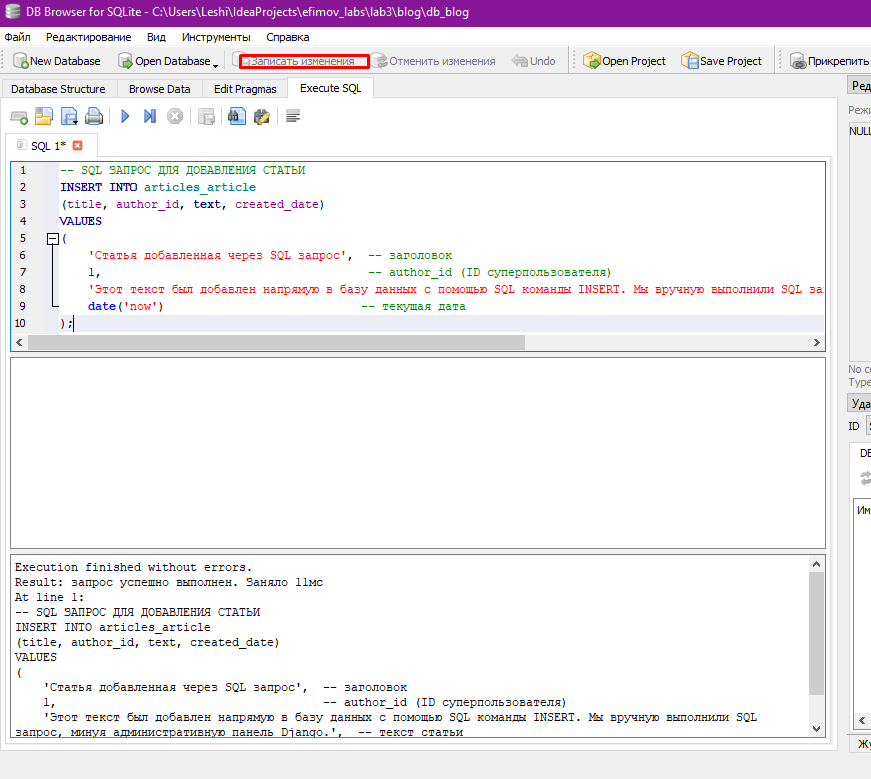 DB Browser for SQLite - C:\Users\Leshi\IdeaProjects\efimov_labs\lab3\blog\db_blog
Файл Редактирование Вид Инструменты Справка
New Database Open Database Записать изменения Отменить изменения Undo Open Project Save Project Прикрепить
Database Structure Browse Data Edit Pragmas Execute SQL
SQL 1*
1 -- SQL ЗАПРОС ДЛЯ ДОБАВЛЕНИЯ СТАТЬИ
2 INSERT INTO articles_article
3 (title, author_id, text, created_date)
4 VALUES
5 (
6 'Статья добавленная через SQL запрос', -- заголовок
7 1, -- author_id (ID суперпользователя)
8 'Этот текст был добавлен напрямую в базу данных с помощью SQL команды INSERT. Мы вручную выполнили SQL за
9 date('now') -- текущая дата
10 );
Execution finished without errors.
Result: запрос успешно выполнен. Заняло 11мс
At line 1:
-- SQL ЗАПРОС ДЛЯ ДОБАВЛЕНИЯ СТАТЬИ
INSERT INTO articles_article
(title, author_id, text, created_date)
VALUES
(
'Статья добавленная через SQL запрос', -- заголовок
1, -- author_id (ID суперпользователя)
'Этот текст был добавлен напрямую в базу данных с помощью SQL команды INSERT. Мы вручную выполнили SQL
запрос, минуя административную панель Django.', -- текст статьи
Ред
Режи
NULL
No ce
Type
Уда
ID
DB
Им
Жу